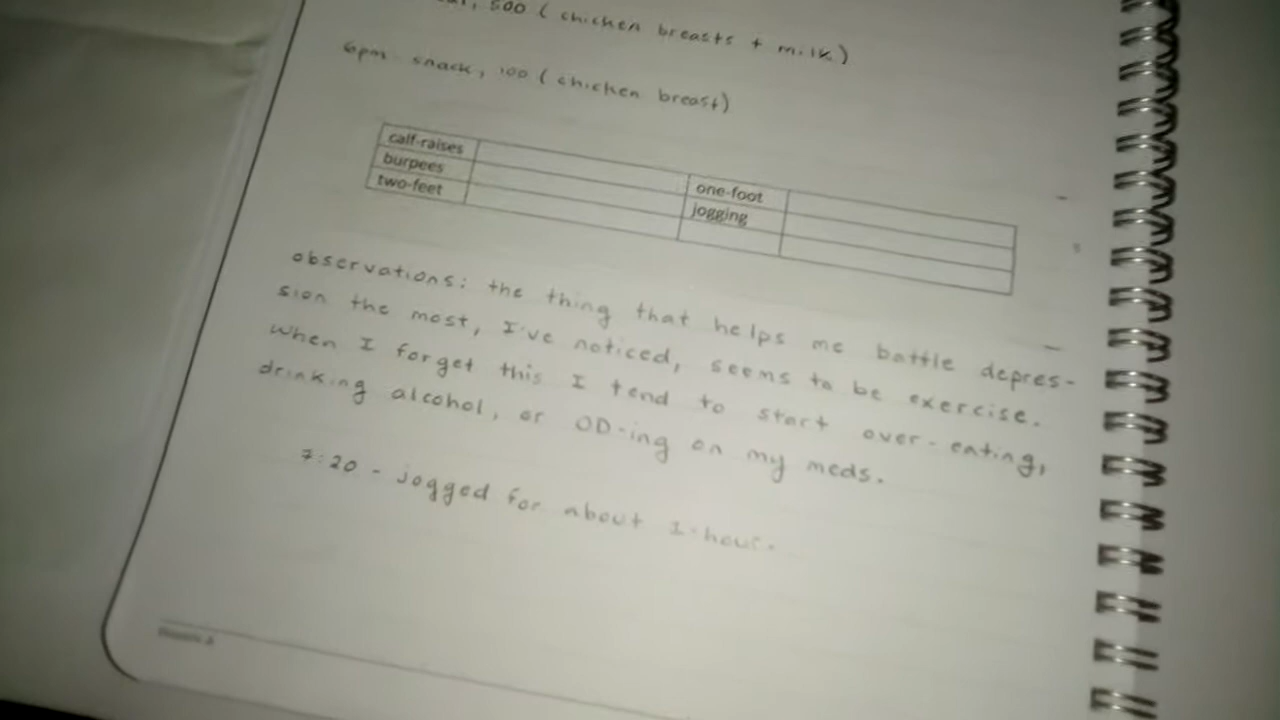 500 (chicken breasts + milk)
6pm - snack, 100 (chicken breast)
calf-raises
burpees
two-feet
one-foot
jogging
observations: the thing that helps me battle depres-
sion the most, I've noticed, seems to be exercise.
When I forget this I tend to start over-eating,
drinking alcohol, or OD-ing on my meds.
7:20 - jogged for about 1-hour.